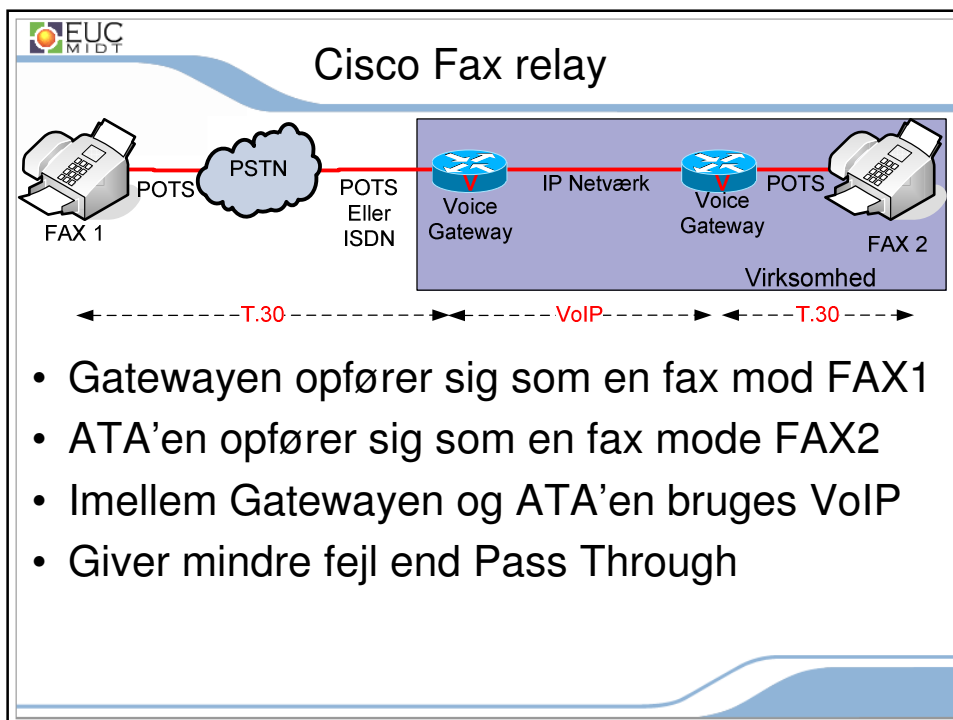 EUC
MIDT
Cisco Fax relay
FAX 1
POTS
PSTN
POTS
Eller
ISDN
V
Voice
Gateway
IP Netværk
V
Voice
Gateway
POTS
FAX 2
Virksomhed
T.30
VoIP
T.30
• Gatewayen opfører sig som en fax mod FAX1
• ATA’en opfører sig som en fax mode FAX2
• Imellem Gatewayen og ATA’en bruges VoIP
• Giver mindre fejl end Pass Through